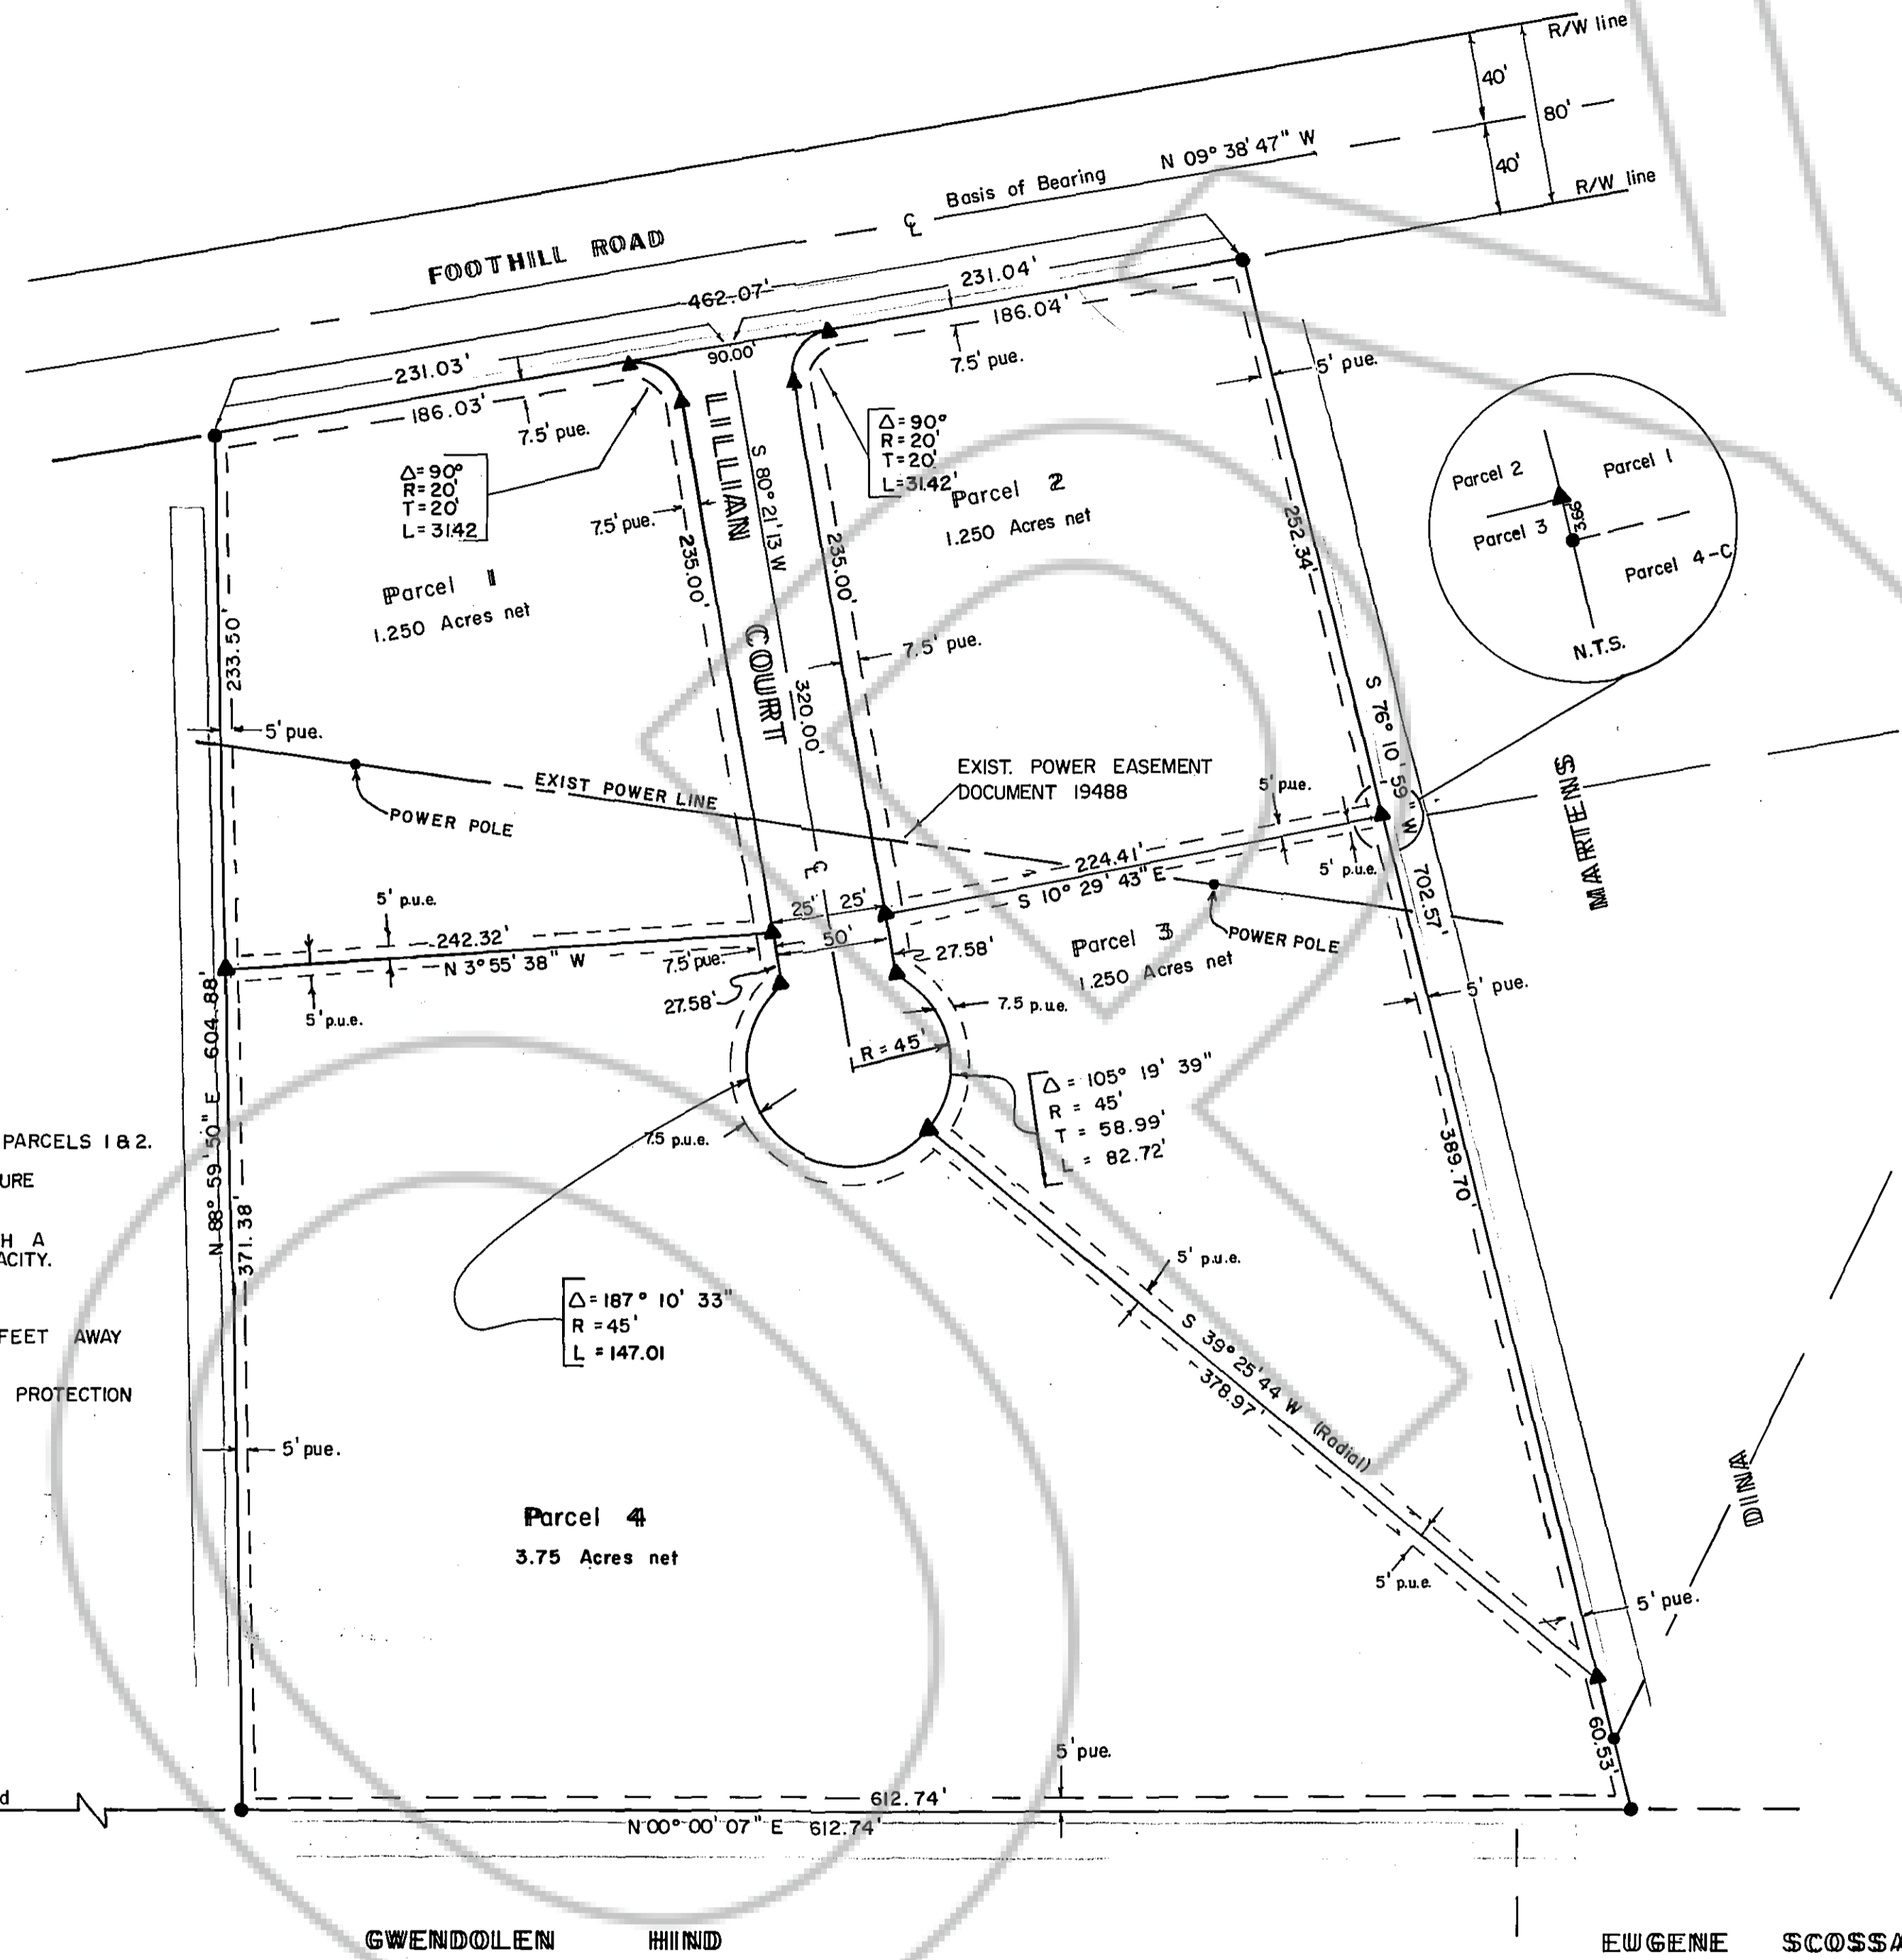 R/W line
40'
80'
40'
R/W line
Basis of Bearing N 09° 38' 47" W
FOOTHILL ROAD
462.07'
231.04'
186.04'
7.5' pue.
231.03'
186.03'
7.5' pue.
90.00'
5' pue.
Δ=90°
R=20'
T=20'
L=31.42
Δ=90°
R=20'
T=20'
L=31.42'
LILLIAN COURT
S 80° 21' 13 W
320.00'
Parcel 2
1.250 Acres net
Parcel 1
1.250 Acres net
7.5' pue.
235.00'
235.00'
7.5' pue.
252.34'
Parcel 2
Parcel 1
Parcel 3
3.66'
Parcel 4-C
N.T.S.
233.50'
5' pue.
EXIST POWER LINE
POWER POLE
EXIST. POWER EASEMENT
DOCUMENT 19488
S 76° 10' 59" W
702.57'
MARTENS
5' pue.
224.41'
S 10° 29' 43" E
5' p.u.e.
5' p.u.e.
242.32'
N 3° 55' 38" W
5' p.u.e.
7.5' pue.
25' 25'
50'
27.58'
27.58'
Parcel 3
1.250 Acres net
POWER POLE
5' pue.
7.5 p.u.e.
R = 45'
Δ = 105° 19' 39"
R = 45'
T = 58.99'
L = 82.72'
7.5 p.u.e.
N 88° 59' 50" E 604.88'
371.38'
389.70'
PARCELS 1 & 2.
URE
H A
ACITY.
FEET AWAY
PROTECTION
Δ = 187° 10' 33"
R = 45'
L = 147.01
5' p.u.e.
S 39° 25' 44 W (Radial)
378.97'
5' p.u.e.
5' pue.
Parcel 4
3.75 Acres net
DINA
5' pue.
60.53'
5' pue.
612.74'
N 00° 00' 07" E 612.74'
d
GWENDOLEN HIND
EUGENE SCOSSA